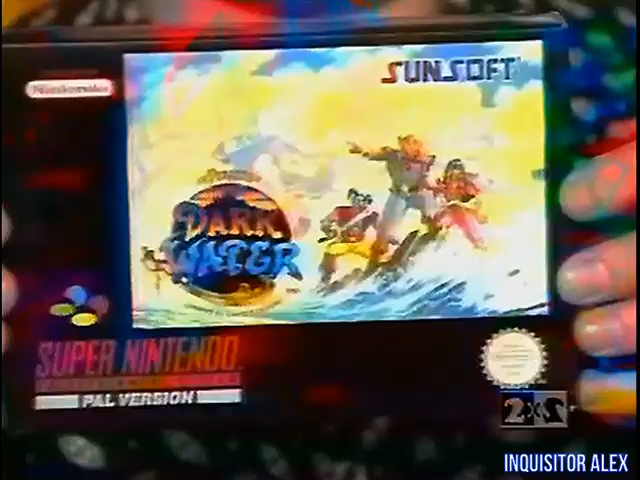 Nintendo
SUNSOFT
DARK
WATER
SUPER NINTENDO
PAL VERSION
INQUISITOR ALEX